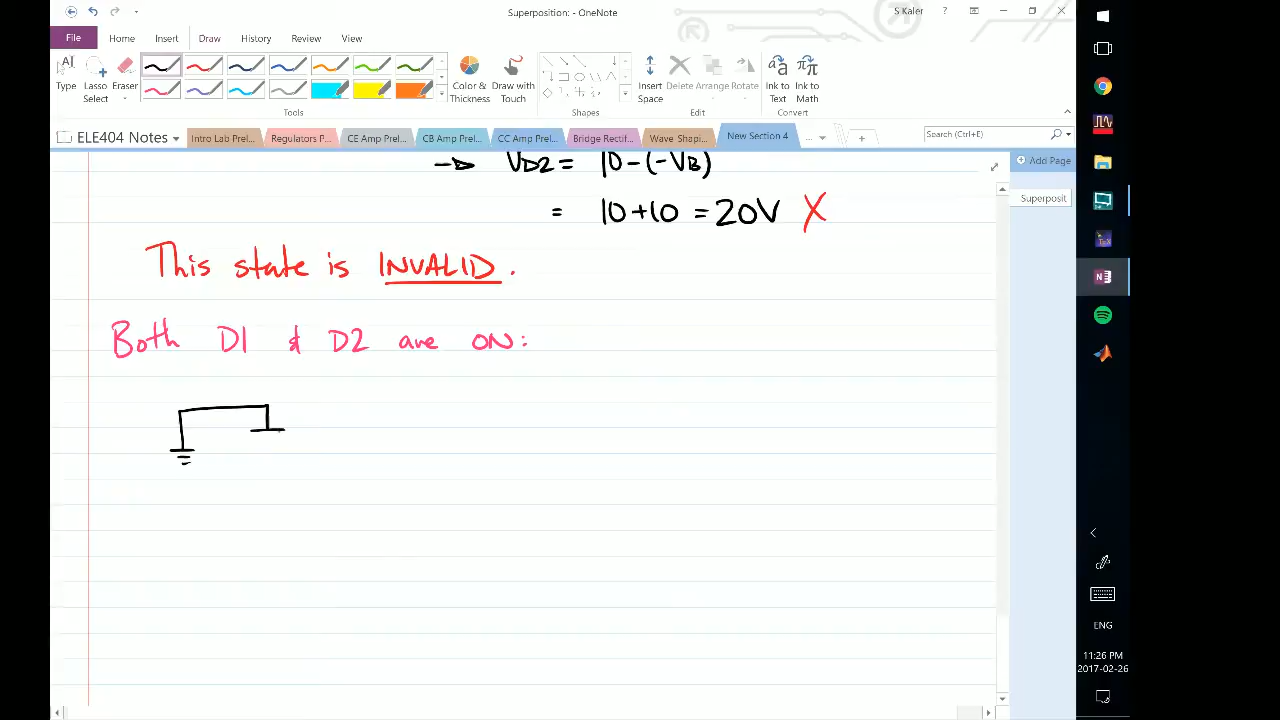 Superposition: - OneNote
S Kaler
?
File
Home
Insert
Draw
History
Review
View
Type
Lasso Select
Eraser
Color & Thickness
Draw with Touch
Insert Space
Delete
Arrange
Rotate
Ink to Text
Ink to Math
Tools
Shapes
Edit
Convert
ELE404 Notes
Intro Lab Prel...
Regulators P...
CE Amp Prel...
CB Amp Prel...
CC Amp Prel...
Bridge Rectif...
Wave-Shapi...
New Section 4
...
Search (Ctrl+E)
Add Page
Superposit
→ VD2 = 10-(-VB)
= 10+10 = 20V X
This state is INVALID.
Both D1 & D2 are ON:
ENG
11:26 PM
2017-02-26